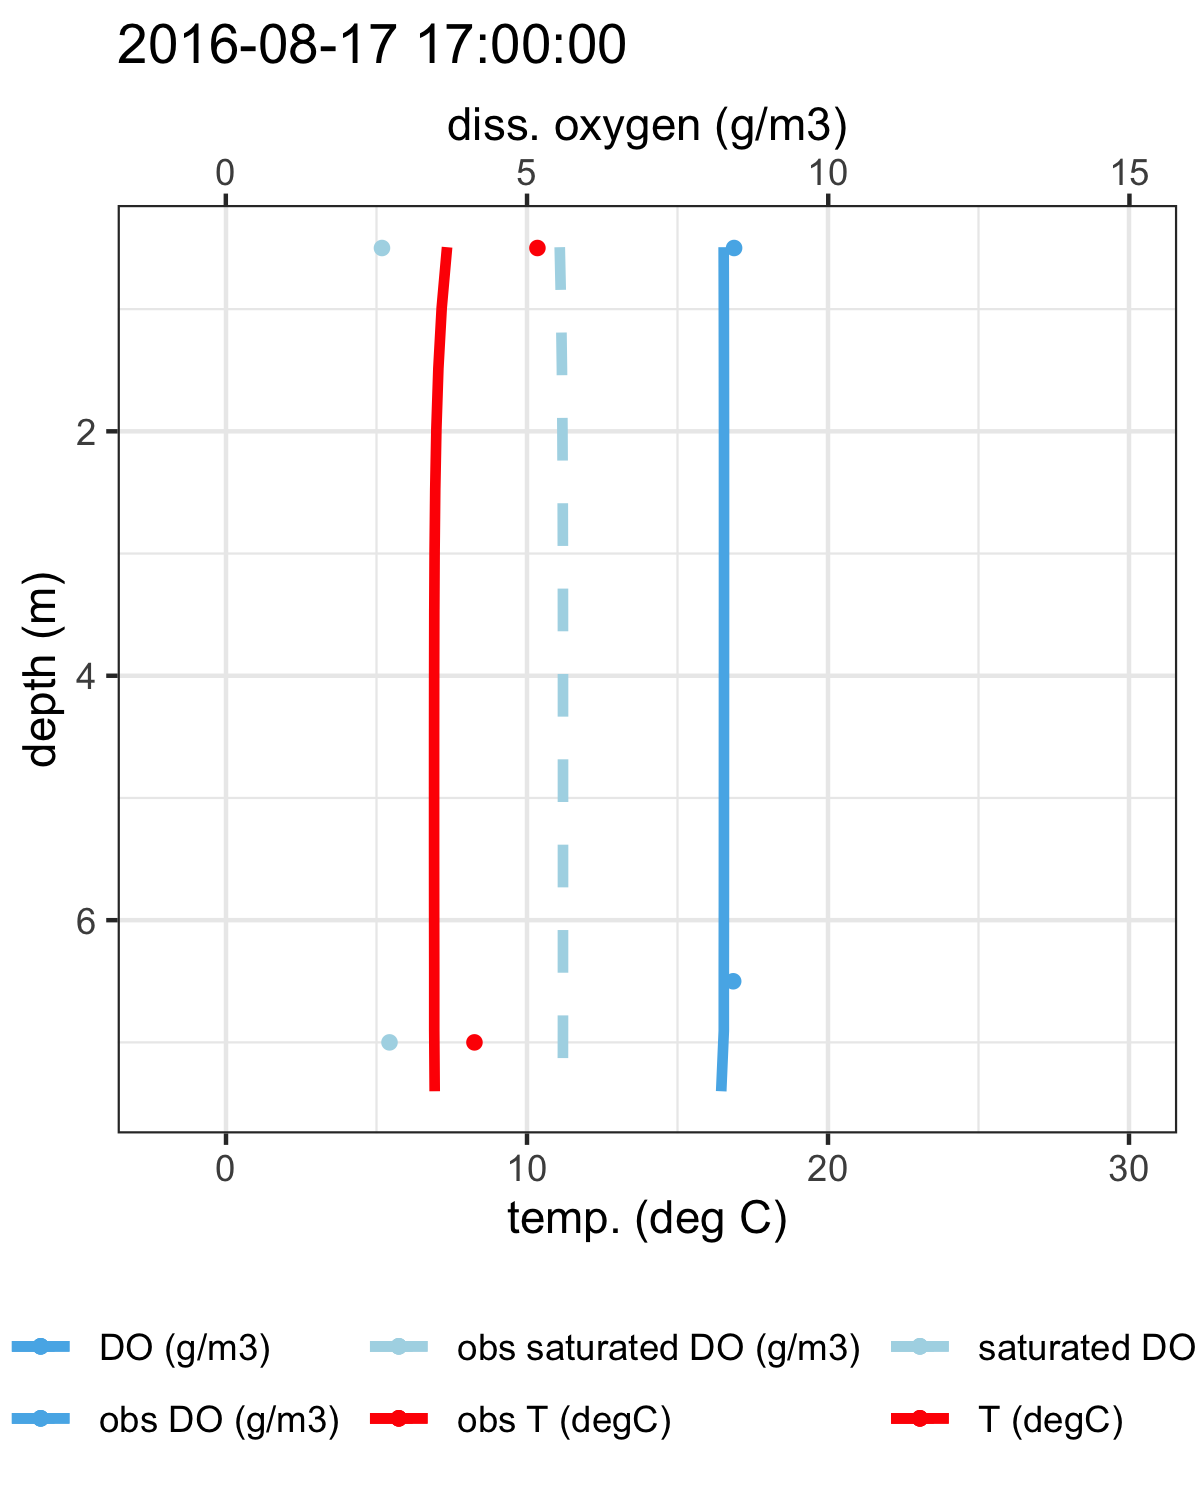 2016-08-17 17:00:00
diss. oxygen (g/m3)
0 5 10 15
depth (m)
2
4
6
0 10 20 30
temp. (deg C)
DO (g/m3) obs saturated DO (g/m3) saturated DO
obs DO (g/m3) obs T (degC) T (degC)